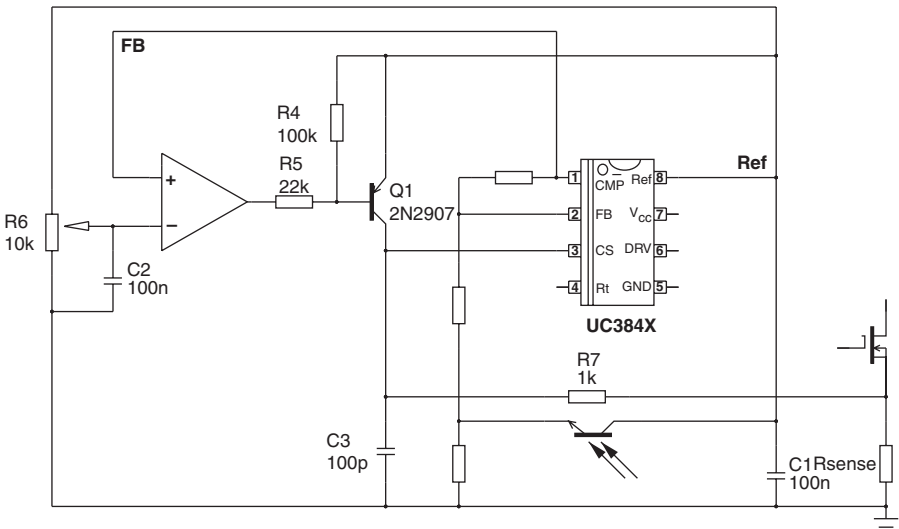 FB
R4
100k
R5
22k
+
−
Q1
2N2907
R6
10k
C2
100n
Ref
1
CMP
Ref
8
2
FB
Vcc
7
3
CS
DRV
6
4
Rt
GND
5
UC384X
R7
1k
C3
100p
C1
100n
Rsense